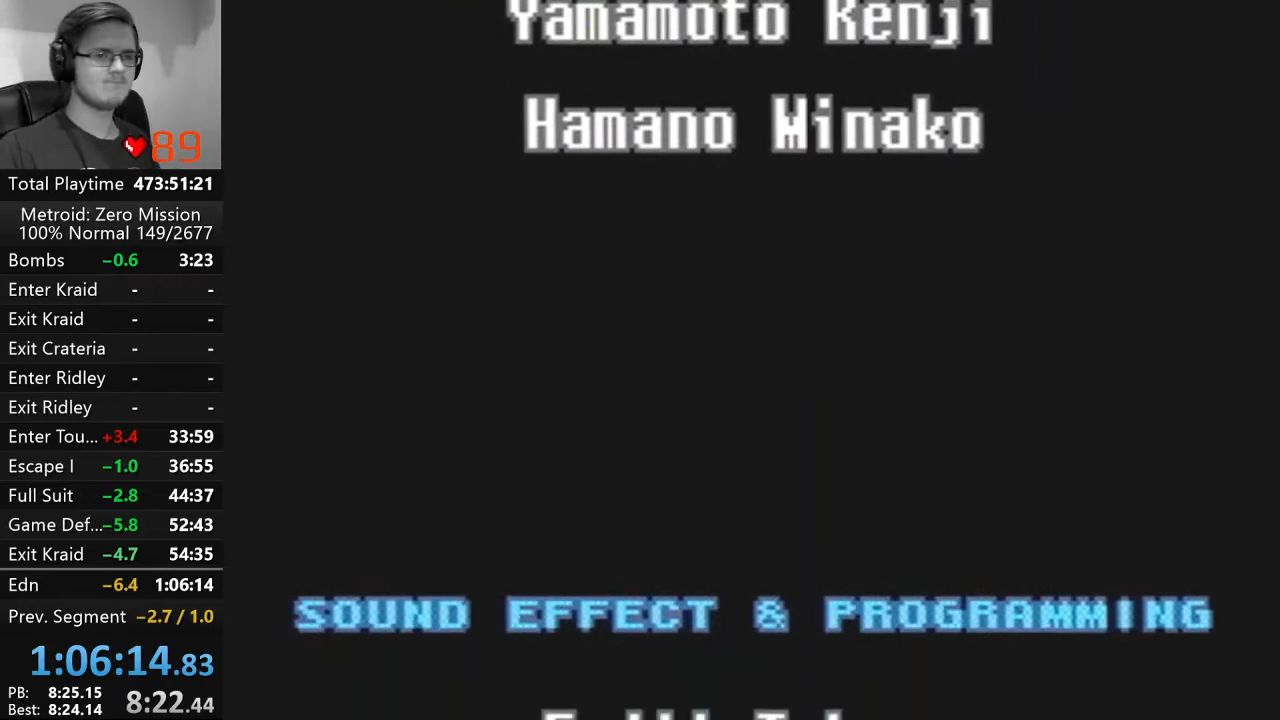 Yamamoto Kenji
Hamano Minako
89
Total Playtime 473:51:21
Metroid: Zero Mission
100% Normal 149/2677
Bombs −0.6 3:23
Enter Kraid - -
Exit Kraid - -
Exit Crateria - -
Enter Ridley - -
Exit Ridley - -
Enter Tou... +3.4 33:59
Escape I −1.0 36:55
Full Suit −2.8 44:37
Game Def... −5.8 52:43
Exit Kraid −4.7 54:35
Edn −6.4 1:06:14
Prev. Segment −2.7 / 1.0
SOUND EFFECT & PROGRAMMING
1:06:14.83
PB: 8:25.15
Best: 8:24.14
8:22.44